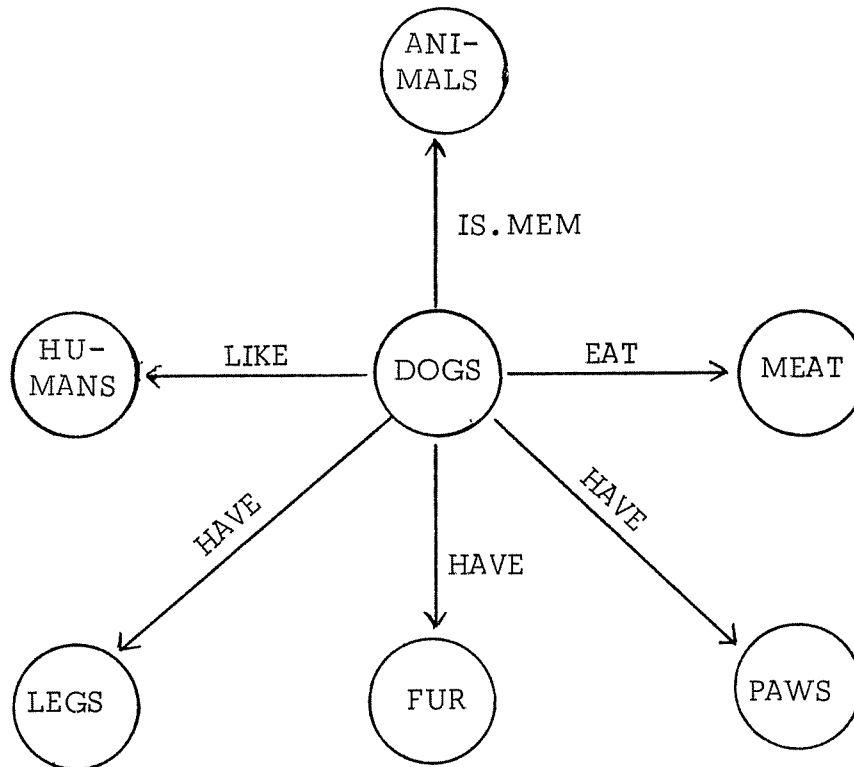 ANI-
MALS
IS.MEM
HU-
MANS
LIKE
DOGS
EAT
MEAT
HAVE
HAVE
HAVE
LEGS
FUR
PAWS